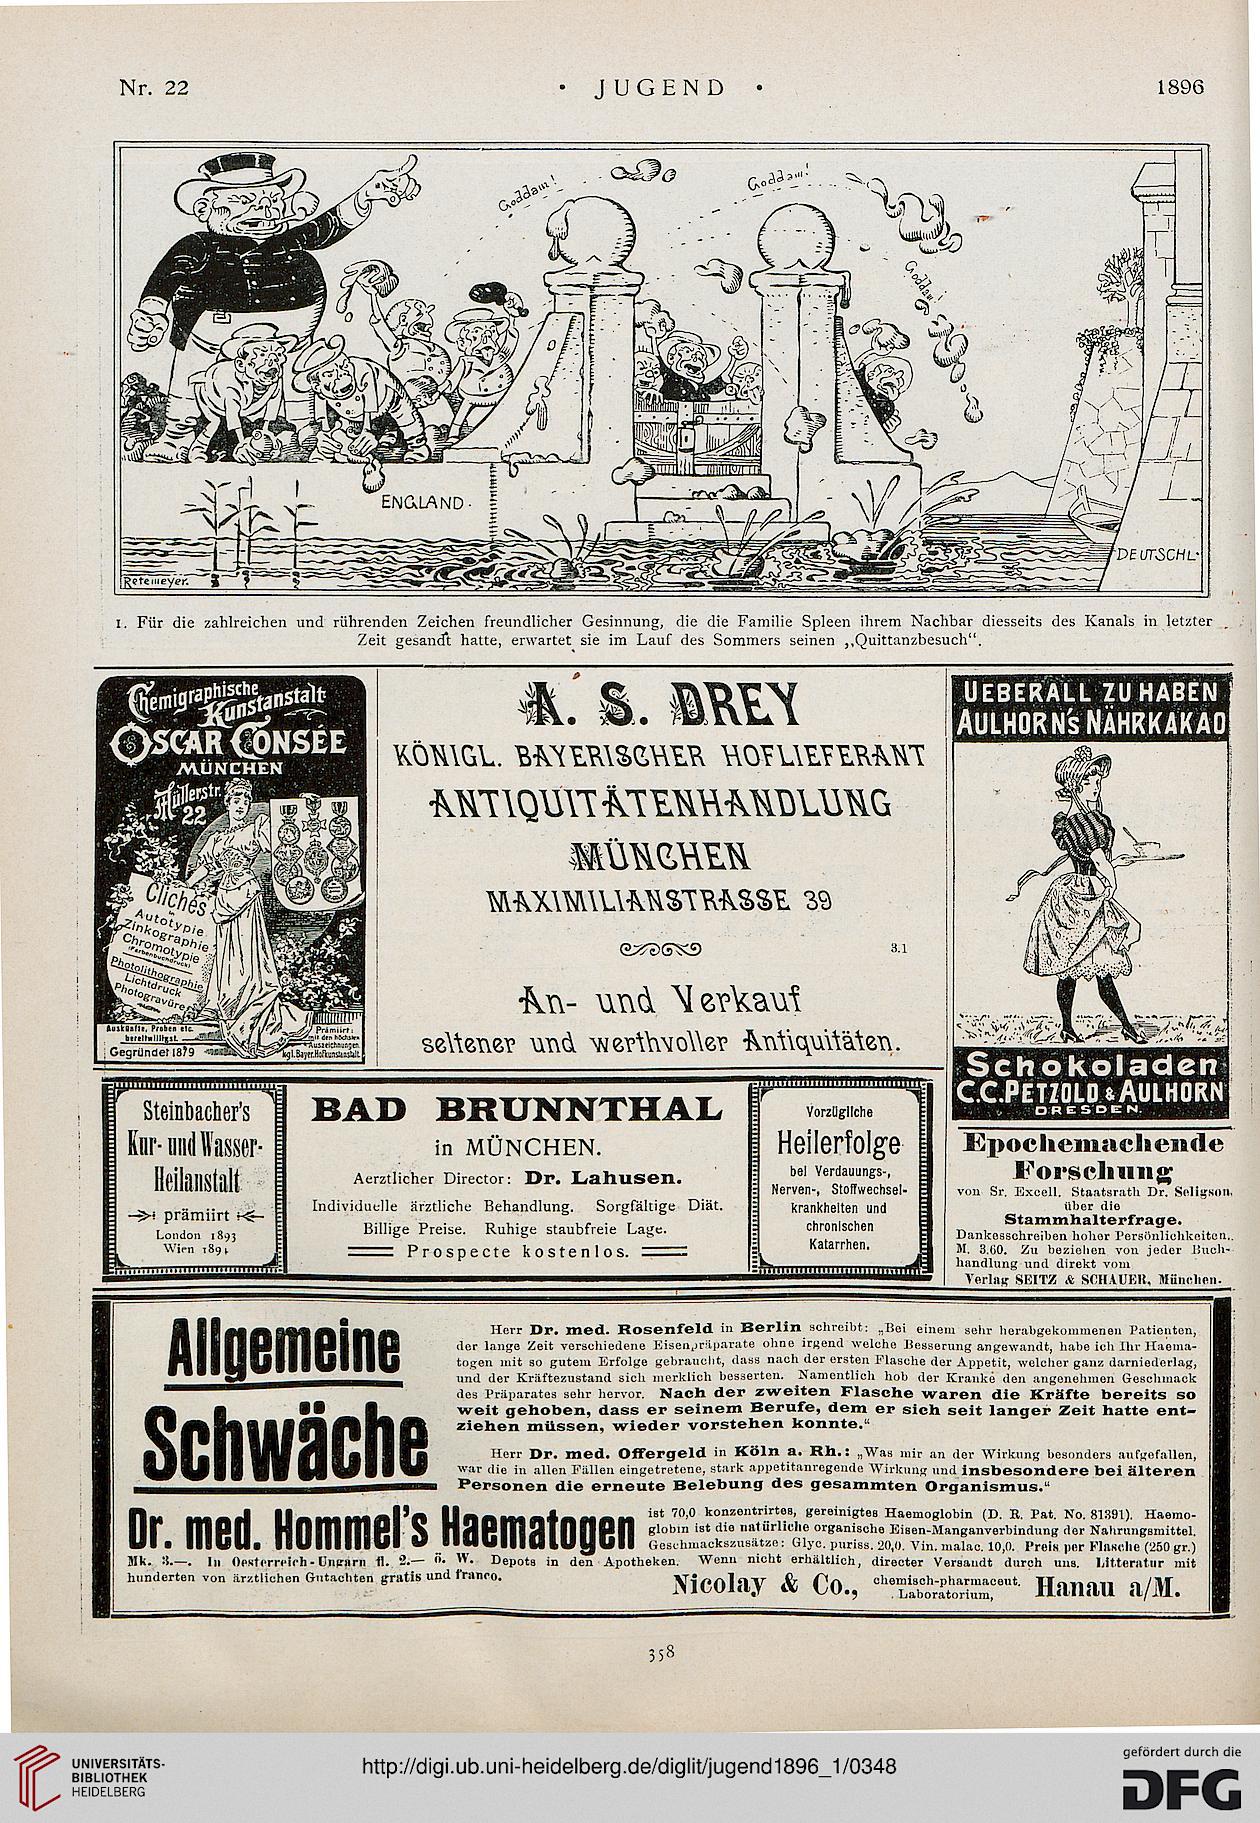 Nr. 22
· JUGEND ·
1896
Goddam!
Goddam!
Goddam!
ENGLAND.
DEUTSCHL.
Retemeyer.
1. Für die zahlreichen und rührenden Zeichen freundlicher Gesinnung, die die Familie Spleen ihrem Nachbar diesseits des Kanals in letzter
Zeit gesandt hatte, erwartet sie im Lauf des Sommers seinen „Quittanzbesuch“.
Chemigraphische
Kunstanstalt
OSCAR CONSÉE
MÜNCHEN
Müllerstr.
22
Clichés
in
Autotypie
Zinkographie
Chromotypie
(Farbenbuchdruck)
Photolithographie
Lichtdruck
Photogravüre
Auskünfte, Proben etc.
bereitwilligst.
Gegründet 1879
Prämiirt:
mit den höchsten
Auszeichnungen
kgl. Bayer. Hofkunstanstalt.
A. S. DREY
KÖNIGL. BAYERISCHER HOFLIEFERANT
ANTIQUITÄTENHANDLUNG
MÜNCHEN
MAXIMILIANSTRASSE 39
3.1
An- und Verkauf
seltener und werthvoller Antiquitäten.
UEBERALL ZU HABEN
AULHORN's NÄHRKAKAO
Schokoladen
C.C. PETZOLD & AULHORN
DRESDEN.
Steinbacher's
Kur- und Wasser-
Heilanstalt
prämiirt
London 1893
Wien 1894
BAD BRUNNTHAL
in MÜNCHEN.
Aerztlicher Director: Dr. Lahusen.
Individuelle ärztliche Behandlung. Sorgfältige Diät.
Billige Preise. Ruhige staubfreie Lage.
Prospecte kostenlos.
Vorzügliche
Heilerfolge
bei Verdauungs-,
Nerven-, Stoffwechsel-
krankheiten und
chronischen
Katarrhen.
Epochemachende
Forschung
von Sr. Excell. Staatsrath Dr. Seligson,
über die
Stammhalterfrage.
Dankesschreiben hoher Persönlichkeiten.
M. 3.60. Zu beziehen von jeder Buch-
handlung und direkt vom
Verlag SEITZ & SCHAUER, München.
Allgemeine
Schwäche
Herr Dr. med. Rosenfeld in Berlin schreibt: „Bei einem sehr herabgekommenen Patienten,
der lange Zeit verschiedene Eisenpräparate ohne irgend welche Besserung angewandt, habe ich Ihr Haema-
togen mit so gutem Erfolge gebraucht, dass nach der ersten Flasche der Appetit, welcher ganz darniederlag,
und der Kräftezustand sich merklich besserten. Namentlich hob der Kranke den angenehmen Geschmack
des Präparates sehr hervor. Nach der zweiten Flasche waren die Kräfte bereits so
weit gehoben, dass er seinem Berufe, dem er sich seit langer Zeit hatte ent-
ziehen müssen, wieder vorstehen konnte.“
Herr Dr. med. Offergeld in Köln a. Rh.: „Was mir an der Wirkung besonders aufgefallen,
war die in allen Fällen eingetretene, stark appetitanregende Wirkung und insbesondere bei älteren
Personen die erneute Belebung des gesammten Organismus.“
Dr. med. Hommel's Haematogen
ist 70,0 konzentrirtes, gereinigtes Haemoglobin (D. R. Pat. No. 81391). Haemo-
globin ist die natürliche organische Eisen-Manganverbindung der Nahrungsmittel.
Geschmackszusätze: Glyc. puriss. 20,0. Vin. malac. 10,0. Preis per Flasche (250 gr.)
Mk. 3.—. In Oesterreich-Ungarn fl. 2.— ö. W. Depots in den Apotheken. Wenn nicht erhältlich, directer Versandt durch uns. Litteratur mit
hunderten von ärztlichen Gutachten gratis und franco.
Nicolay & Co., chemisch-pharmaceut. Laboratorium, Hanau a/M.
358
UNIVERSITÄTS-
BIBLIOTHEK
HEIDELBERG
http://digi.ub.uni-heidelberg.de/diglit/jugend1896_1/0348
gefördert durch die
DFG